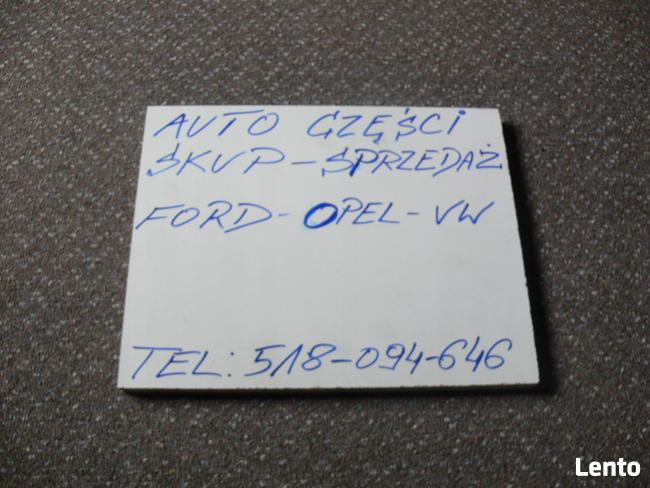 AUTO CZĘŚCI
SKUP-SPRZEDAŻ
FORD-OPEL-VW
TEL: 518-094-646
Lento